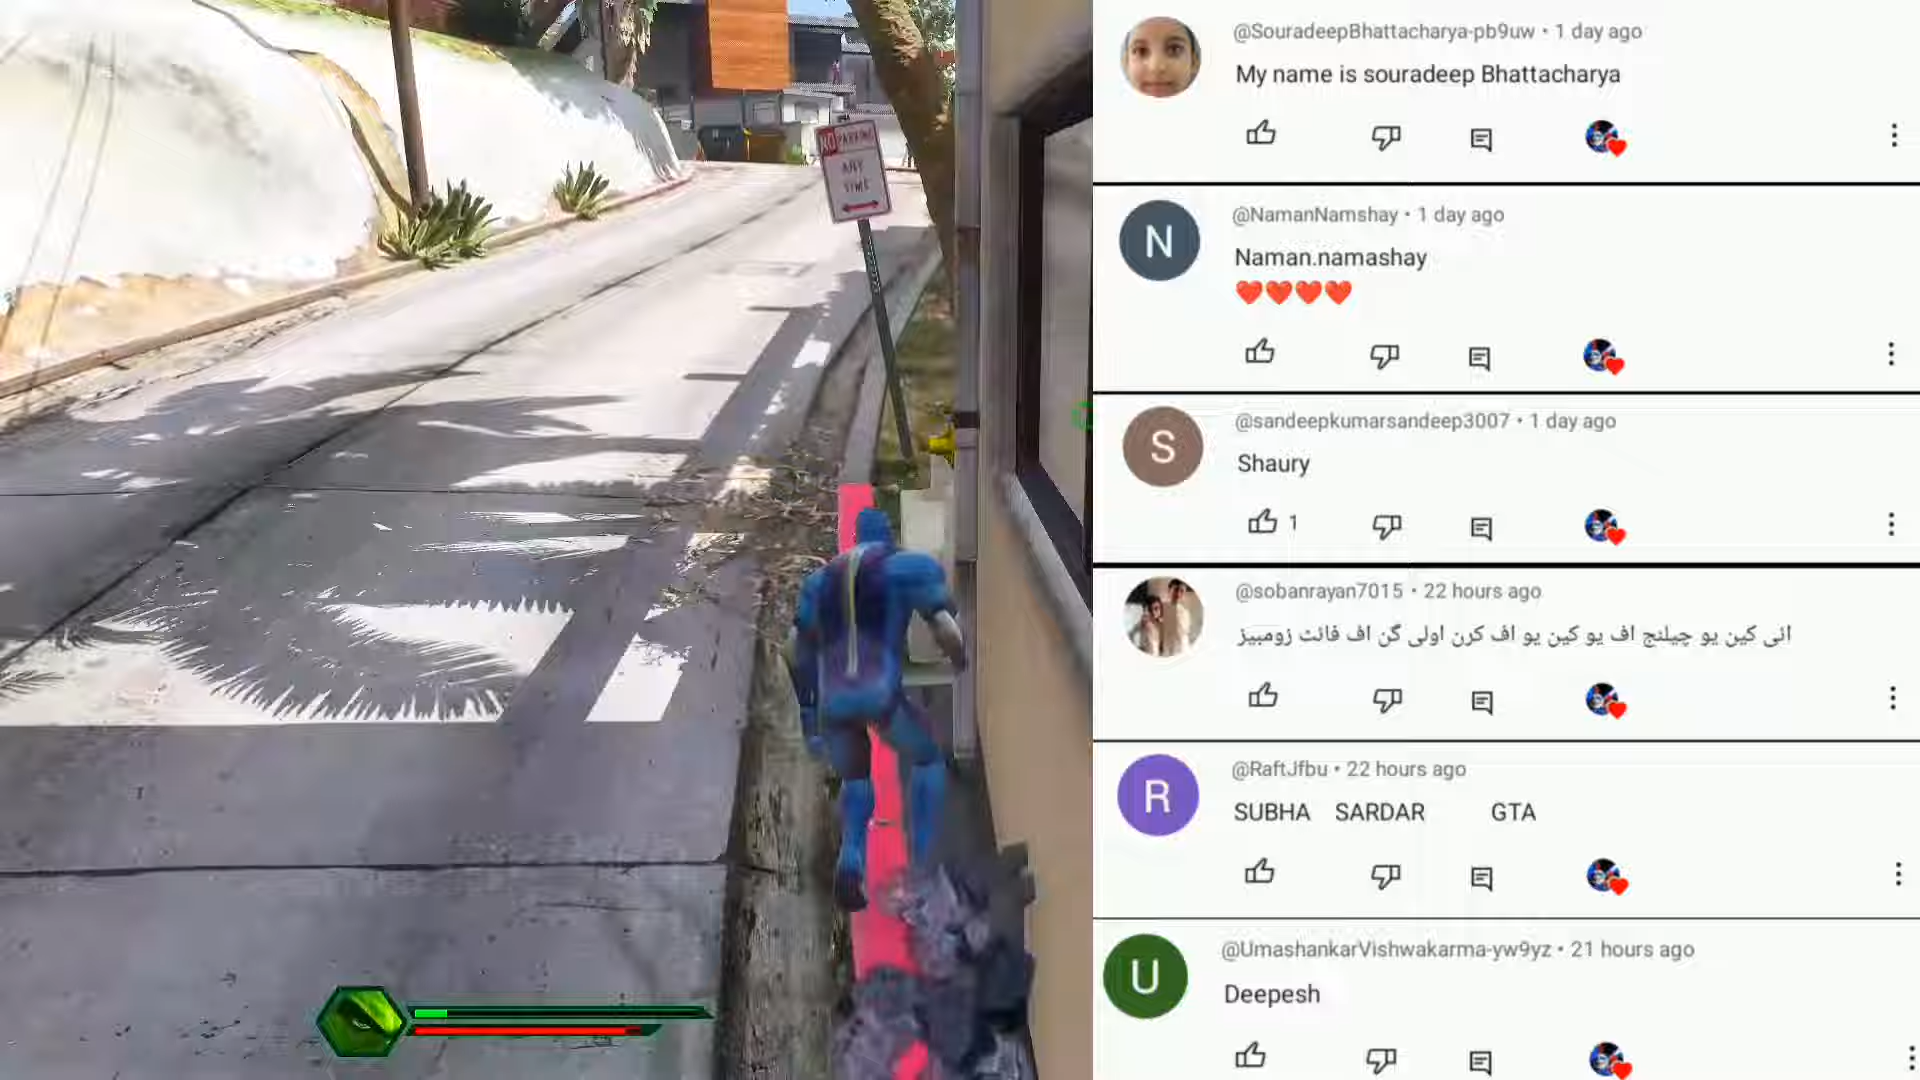 NO PARKING
ANY
TIME
@SouradeepBhattacharya-pb9uw • 1 day ago
My name is souradeep Bhattacharya
@NamanNamshay • 1 day ago
N
Naman.namashay
❤️❤️❤️❤️
@sandeepkumarsandeep3007 • 1 day ago
S
Shaury
1
@sobanrayan7015 • 22 hours ago
ائی کین یو چیلنج اف یو کین یو اف کرن اولی گن اف فائت زومبیز
@RaftJfbu • 22 hours ago
R
SUBHA SARDAR GTA
@UmashankarVishwakarma-yw9yz • 21 hours ago
U
Deepesh